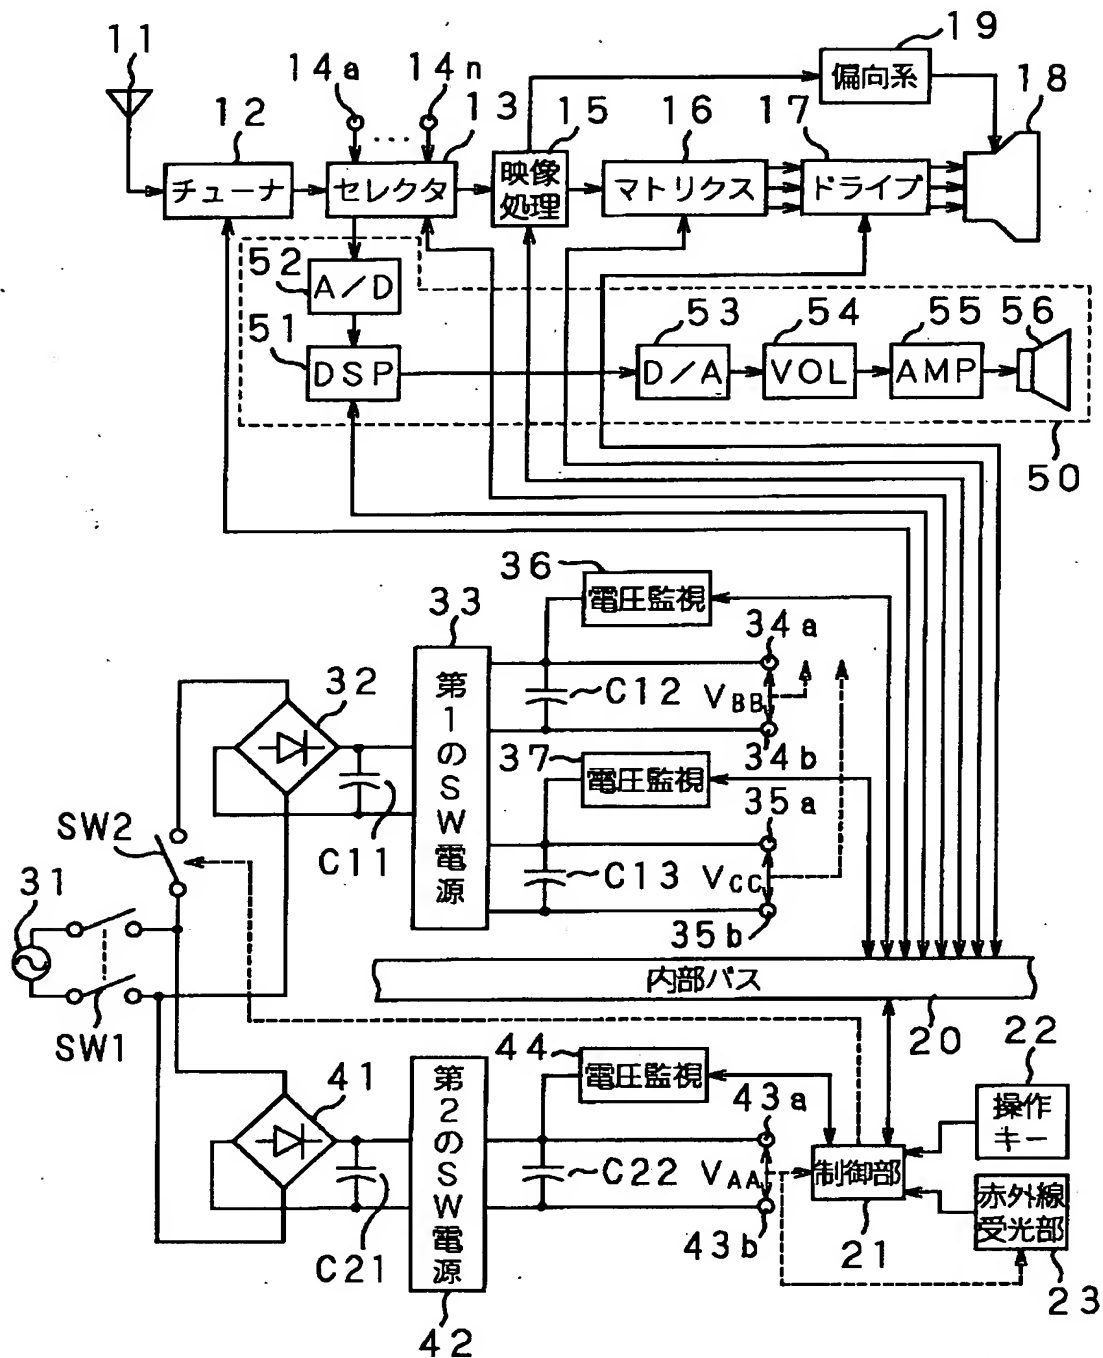 11
14a
14n
...
12
13
15
16
17
19
18
偏向系
チューナ
セレクタ
映像
処理
マトリクス
ドライブ
52
A/D
51
DSP
53
D/A
54
VOL
55
AMP
56
50
36
電圧監視
33
第1のSW電源
34a
C12
VBB
34b
32
C11
37
電圧監視
35a
C13
VCC
35b
SW2
31
SW1
内部バス
20
41
C21
第2のSW電源
42
44
電圧監視
43a
C22
VAA
43b
制御部
21
22
操作
キー
赤外線
受光部
23